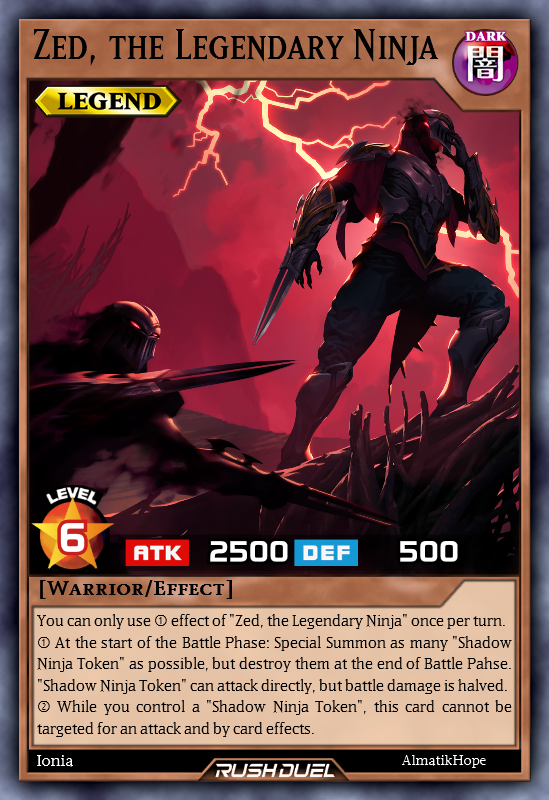 Zed, the Legendary Ninja
DARK
闇
LEGEND
LEVEL
6
ATK 2500 DEF 500
[Warrior/Effect]
You can only use ① effect of "Zed, the Legendary Ninja" once per turn.
① At the start of the Battle Phase: Special Summon as many "Shadow
Ninja Token" as possible, but destroy them at the end of Battle Pahse.
"Shadow Ninja Token" can attack directly, but battle damage is halved.
② While you control a "Shadow Ninja Token", this card cannot be
targeted for an attack and by card effects.
Ionia
RUSH DUEL
AlmatikHope